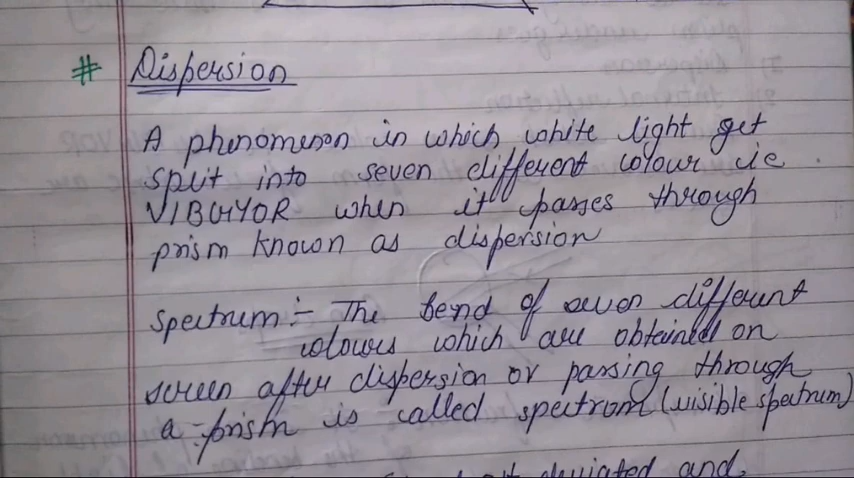 # Dispersion
A phenomenon in which white light get
split into seven different colour ie
VIBGYOR when it passes through
prism known as dispersion
Spectrum :- The bend of seven different
colours which are obtained on
screen after dispersion or passing through
a prism is called spectrum (visible spectrum)
deviated and